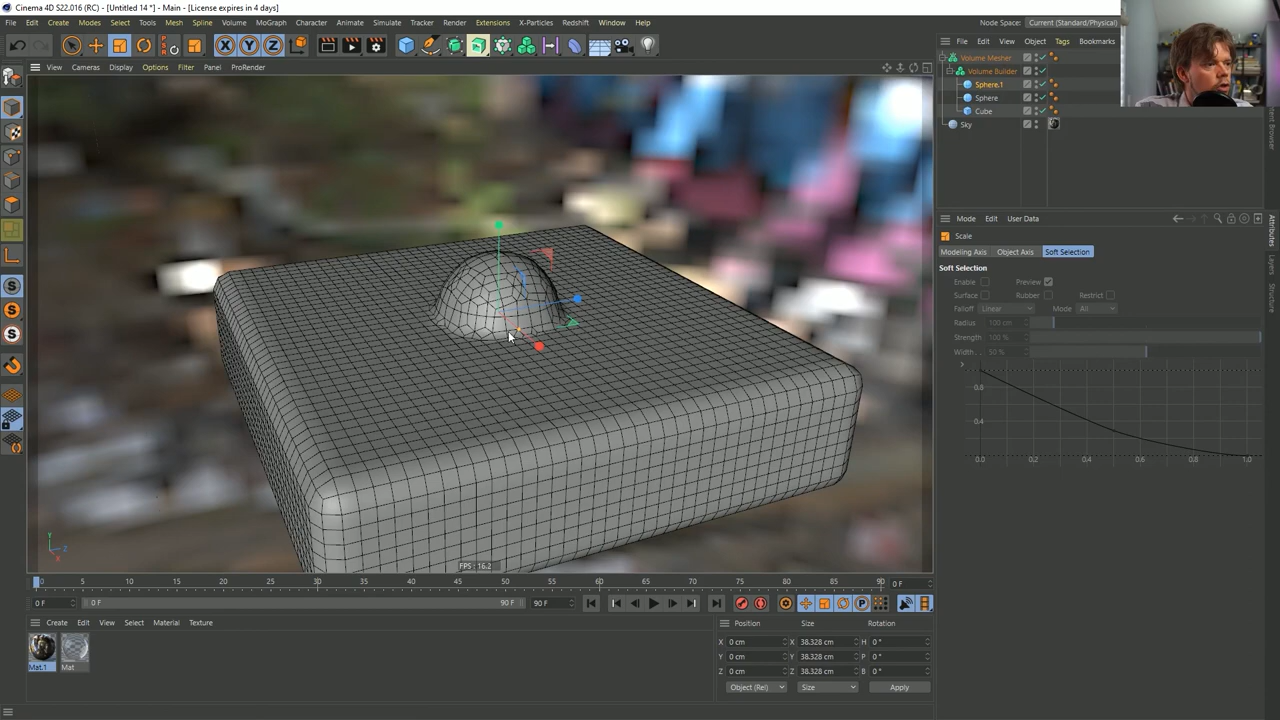 Cinema 4D S22.016 (RC) - [Untitled 14 *] - Main - [License expires in 4 days]
File Edit Create Modes Select Tools Mesh Spline Volume MoGraph Character Animate Simulate Tracker Render Extensions X-Particles Redshift Window Help
Node Space: Current (Standard/Physical)
X Y Z
File Edit View Object Tags Bookmarks
View Cameras Display Options Filter Panel ProRender
Volume Mesher
Volume Builder
Sphere.1
Sphere
Cube
Sky
Content Browser
Attributes
Layers
Structure
Mode Edit User Data
Scale
Modeling Axis Object Axis Soft Selection
Soft Selection
Enable Preview
Surface Rubber Restrict
Falloff Linear Mode All
Radius 100 cm
Strength 100 %
Width . . 50 %
0.8
0.4
0.0 0.2 0.4 0.6 0.8 1.0
Y
Z
X
FPS : 16.2
0 5 10 15 20 25 30 35 40 45 50 55 60 65 70 75 80 85 90 0 F
0 F 0 F 90 F 90 F
Create Edit View Select Material Texture
Mat.1 Mat
Position Size Rotation
X 0 cm X 38.328 cm H 0 °
Y 0 cm Y 38.328 cm P 0 °
Z 0 cm Z 38.328 cm B 0 °
Object (Rel) Size Apply